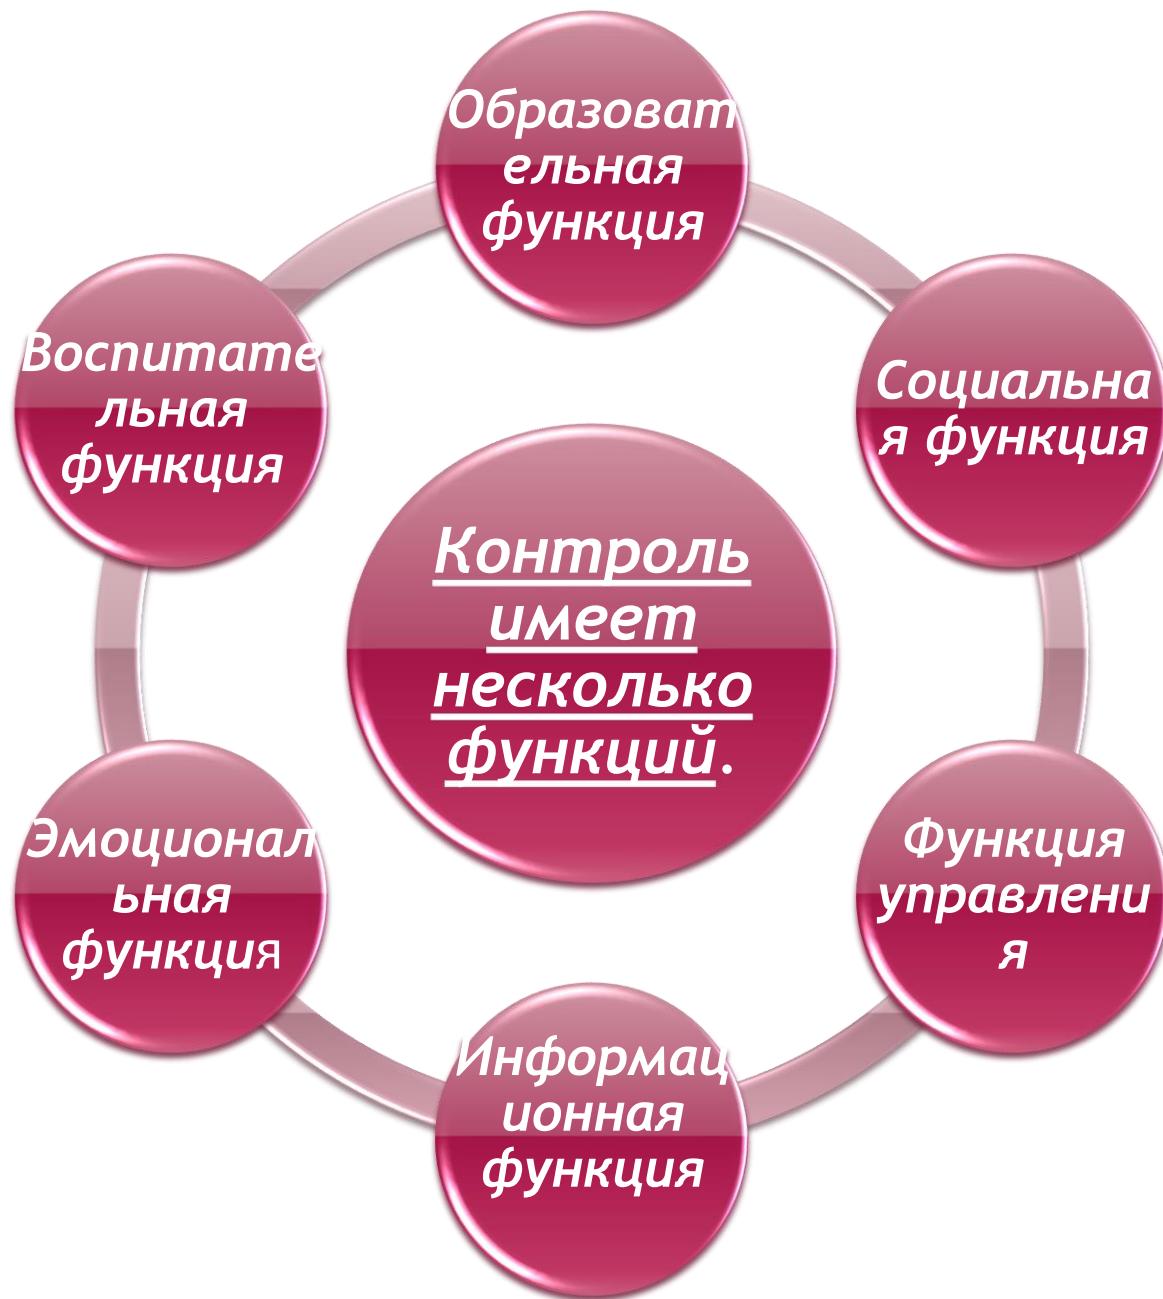 Образоват
ельная
функция
Социальна
я функция
Функция
управлени
я
Информац
ионная
функция
Эмоционал
ьная
функция
Воспитате
льная
функция
Контроль
имеет
несколько
функций.